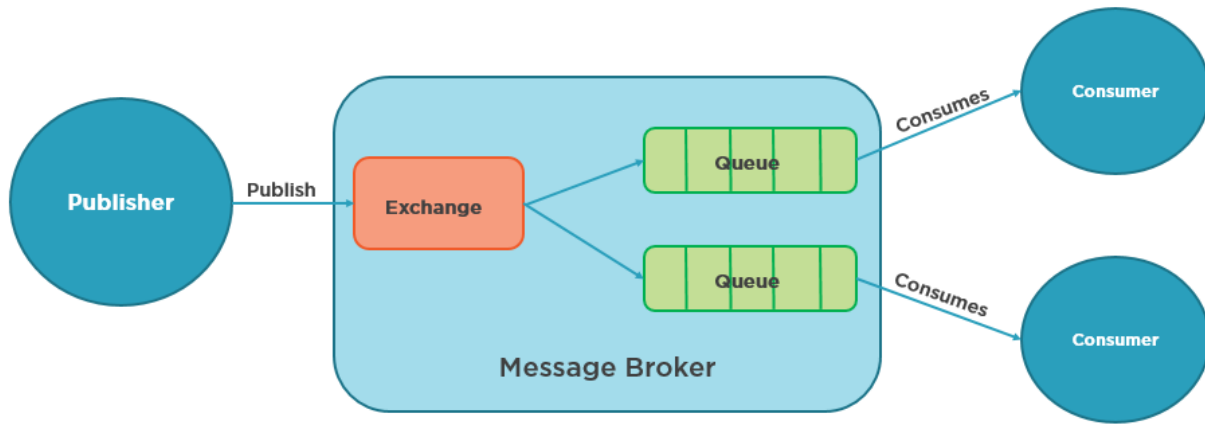 Publisher
Publish
Exchange
Queue
Queue
Message Broker
Consumes
Consumer
Consumes
Consumer